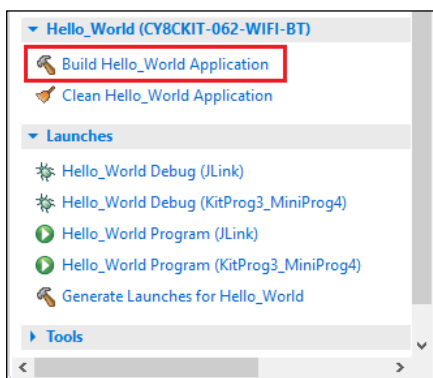 Hello_World (CY8CKIT-062-WIFI-BT)
Build Hello_World Application
Clean Hello_World Application
Launches
Hello_World Debug (JLink)
Hello_World Debug (KitProg3_MiniProg4)
Hello_World Program (JLink)
Hello_World Program (KitProg3_MiniProg4)
Generate Launches for Hello_World
Tools